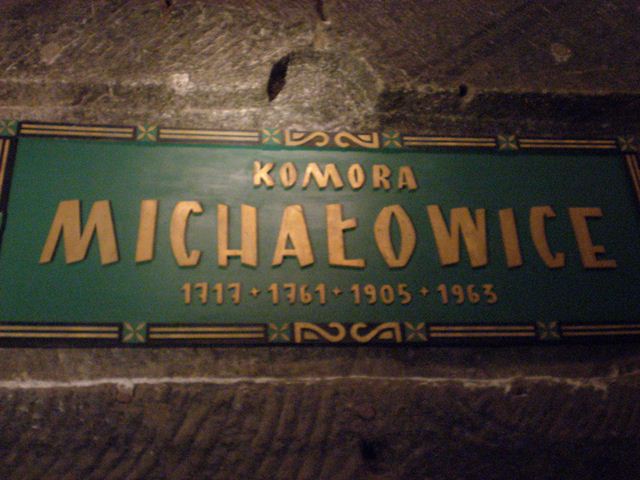 KOMORA
MICHAŁOWICE
1717 + 1761 + 1905 + 1963